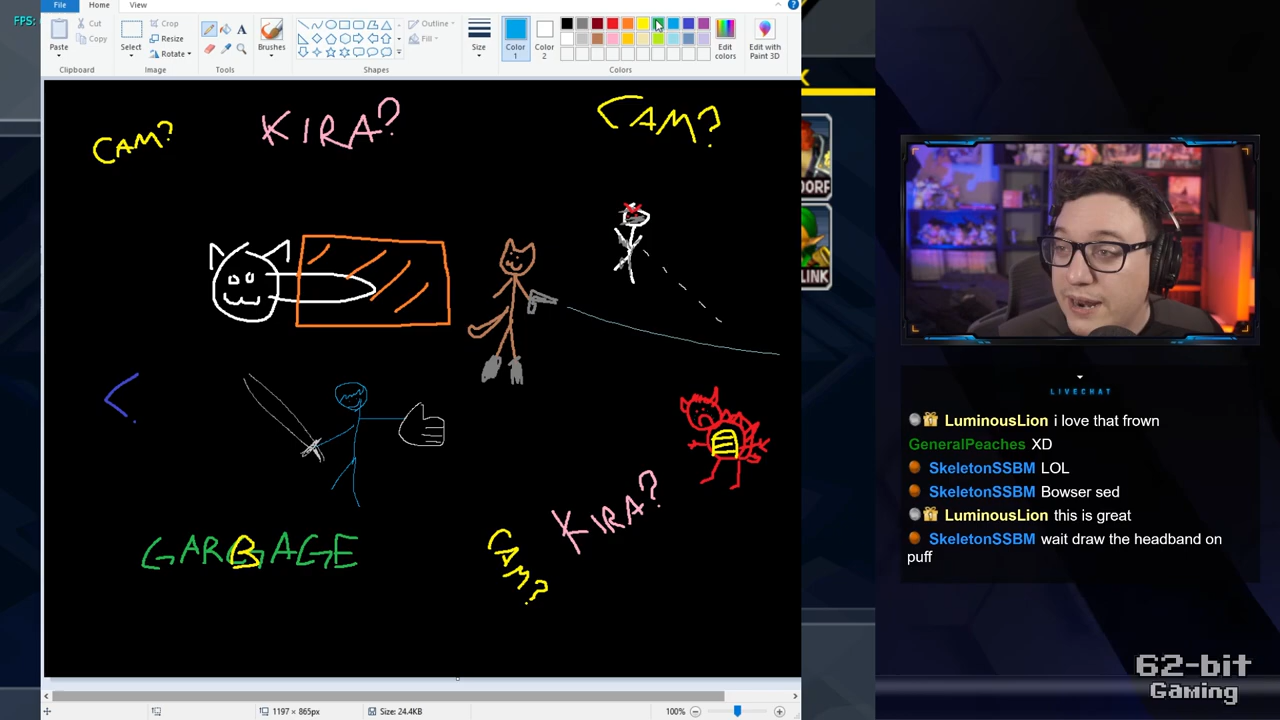 FPS:
File
Home
View
Paste
Cut
Copy
Clipboard
Select
Crop
Resize
Rotate
Image
A
Tools
Brushes
Shapes
Outline
Fill
Size
Color
1
Color
2
Colors
Edit
colors
Edit with
Paint 3D
CAM?
KIRA?
CAM?
GARBAGE
CAM?
KIRA?
DORF
LINK
LIVECHAT
LuminousLion i love that frown
GeneralPeaches XD
SkeletonSSBM LOL
SkeletonSSBM Bowser sed
LuminousLion this is great
SkeletonSSBM wait draw the headband on
puff
1197 × 865px
Size: 24.4KB
100%
62-bit
Gaming